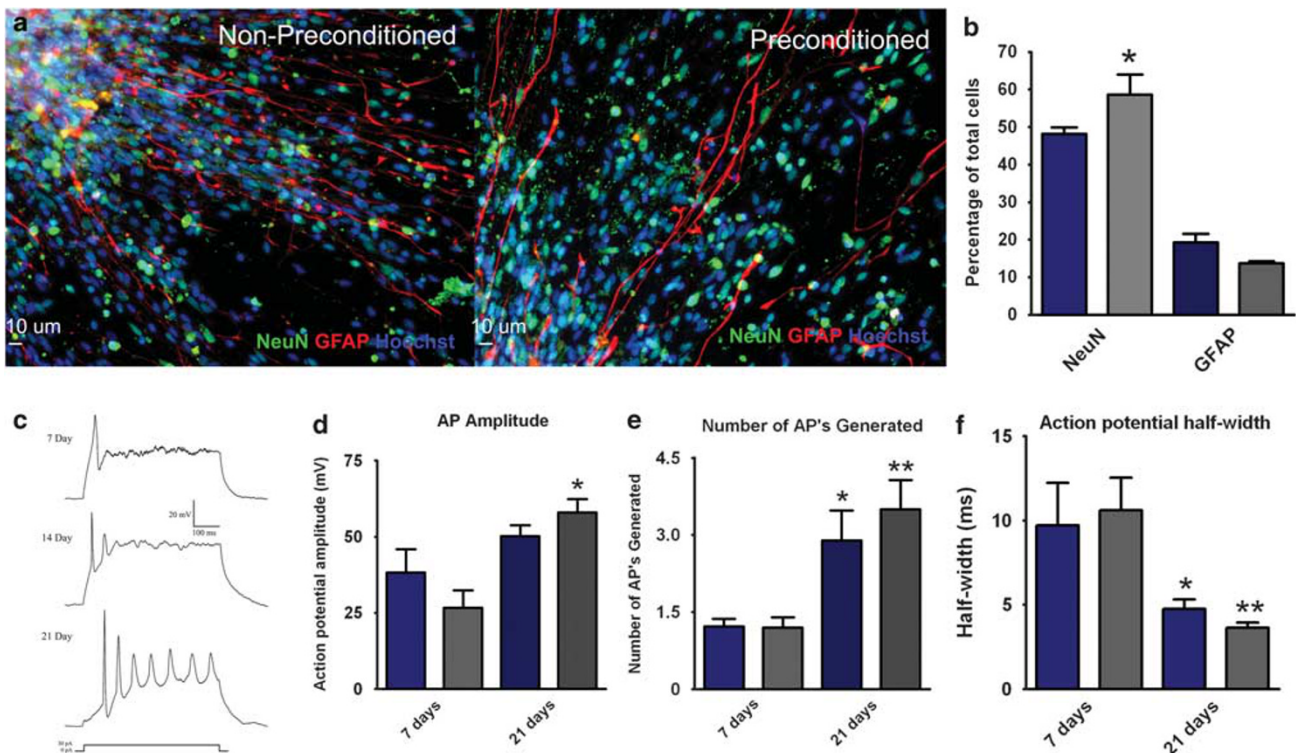 a
Non-Preconditioned
Preconditioned
10 um
NeuN GFAP Hoechst
10 um
NeuN GFAP Hoechst
b
Percentage of total cells
70
60
50
40
30
20
10
0
*
NeuN
GFAP
c
7 Day
20 mV
100 ms
14 Day
21 Day
0 pA
d
AP Amplitude
Action potential amplitude (mV)
75
50
25
0
*
7 days
21 days
e
Number of AP's Generated
Number of AP's Generated
4.5
3.0
1.5
0
*
**
7 days
21 days
f
Action potential half-width
Half-width (ms)
15
10
5
0
*
**
7 days
21 days